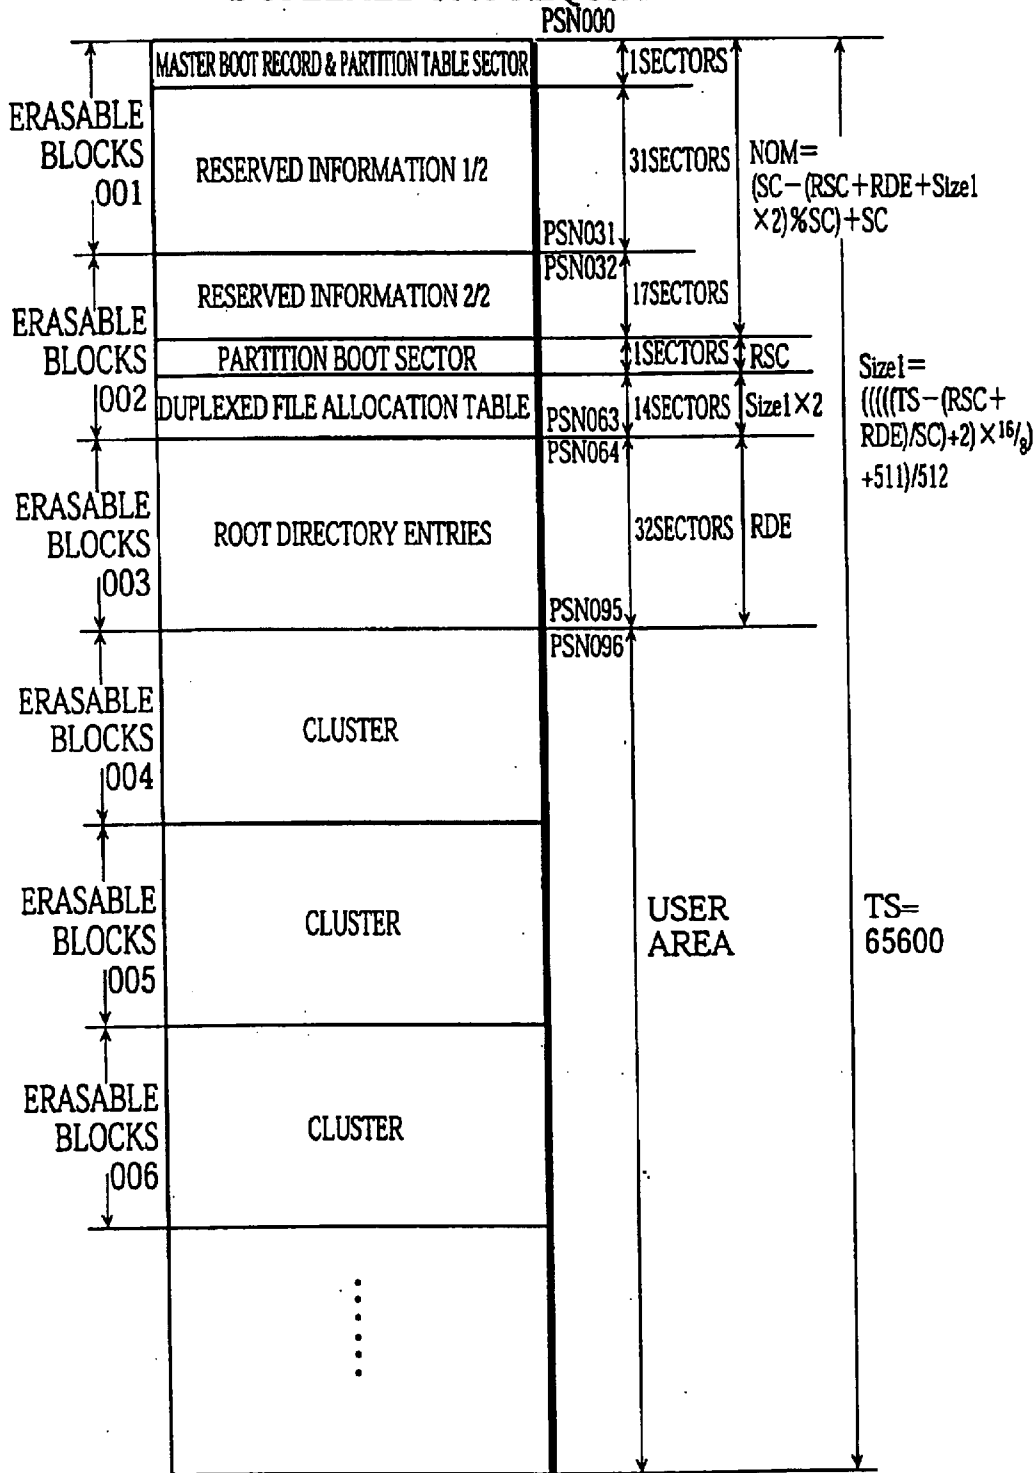 PSN000
MASTER BOOT RECORD & PARTITION TABLE SECTOR
1SECTORS
ERASABLE
BLOCKS
001
RESERVED INFORMATION 1/2
31SECTORS
NOM=
(SC-(RSC+RDE+Size1
×2)%SC)+SC
PSN031
PSN032
ERASABLE
BLOCKS
002
RESERVED INFORMATION 2/2
17SECTORS
PARTITION BOOT SECTOR
1SECTORS
RSC
DUPLEXED FILE ALLOCATION TABLE
PSN063
14SECTORS
Size1×2
Size1=
(((((TS-(RSC+
RDE)/SC)+2)×16/8)
+511)/512
PSN064
ERASABLE
BLOCKS
003
ROOT DIRECTORY ENTRIES
32SECTORS
RDE
PSN095
PSN096
ERASABLE
BLOCKS
004
CLUSTER
ERASABLE
BLOCKS
005
CLUSTER
USER
AREA
TS=
65600
ERASABLE
BLOCKS
006
CLUSTER